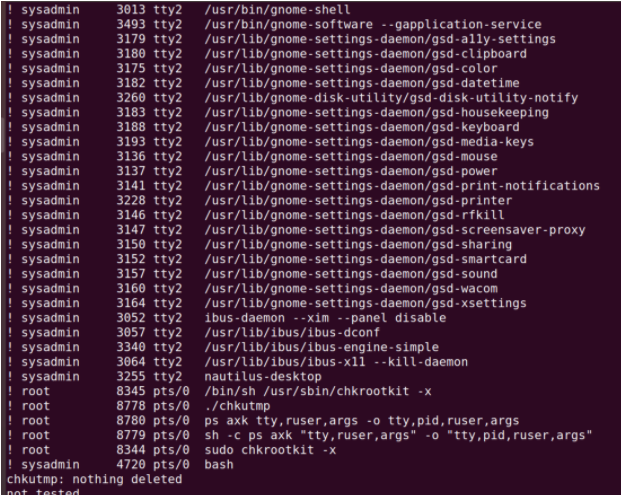 ! sysadmin 3013 tty2 /usr/bin/gnome-shell
! sysadmin 3493 tty2 /usr/bin/gnome-software --gapplication-service
! sysadmin 3179 tty2 /usr/lib/gnome-settings-daemon/gsd-a11y-settings
! sysadmin 3180 tty2 /usr/lib/gnome-settings-daemon/gsd-clipboard
! sysadmin 3175 tty2 /usr/lib/gnome-settings-daemon/gsd-color
! sysadmin 3182 tty2 /usr/lib/gnome-settings-daemon/gsd-datetime
! sysadmin 3260 tty2 /usr/lib/gnome-disk-utility/gsd-disk-utility-notify
! sysadmin 3183 tty2 /usr/lib/gnome-settings-daemon/gsd-housekeeping
! sysadmin 3188 tty2 /usr/lib/gnome-settings-daemon/gsd-keyboard
! sysadmin 3193 tty2 /usr/lib/gnome-settings-daemon/gsd-media-keys
! sysadmin 3136 tty2 /usr/lib/gnome-settings-daemon/gsd-mouse
! sysadmin 3137 tty2 /usr/lib/gnome-settings-daemon/gsd-power
! sysadmin 3141 tty2 /usr/lib/gnome-settings-daemon/gsd-print-notifications
! sysadmin 3228 tty2 /usr/lib/gnome-settings-daemon/gsd-printer
! sysadmin 3146 tty2 /usr/lib/gnome-settings-daemon/gsd-rfkill
! sysadmin 3147 tty2 /usr/lib/gnome-settings-daemon/gsd-screensaver-proxy
! sysadmin 3150 tty2 /usr/lib/gnome-settings-daemon/gsd-sharing
! sysadmin 3152 tty2 /usr/lib/gnome-settings-daemon/gsd-smartcard
! sysadmin 3157 tty2 /usr/lib/gnome-settings-daemon/gsd-sound
! sysadmin 3160 tty2 /usr/lib/gnome-settings-daemon/gsd-wacom
! sysadmin 3164 tty2 /usr/lib/gnome-settings-daemon/gsd-xsettings
! sysadmin 3052 tty2 ibus-daemon --xim --panel disable
! sysadmin 3057 tty2 /usr/lib/ibus/ibus-dconf
! sysadmin 3340 tty2 /usr/lib/ibus/ibus-engine-simple
! sysadmin 3064 tty2 /usr/lib/ibus/ibus-x11 --kill-daemon
! sysadmin 3255 tty2 nautilus-desktop
! root 8345 pts/0 /bin/sh /usr/sbin/chkrootkit -x
! root 8778 pts/0 ./chkutmp
! root 8780 pts/0 ps axk tty,ruser,args -o tty,pid,ruser,args
! root 8779 pts/0 sh -c ps axk "tty,ruser,args" -o "tty,pid,ruser,args"
! root 8344 pts/0 sudo chkrootkit -x
! sysadmin 4720 pts/0 bash
chkutmp: nothing deleted
not tested